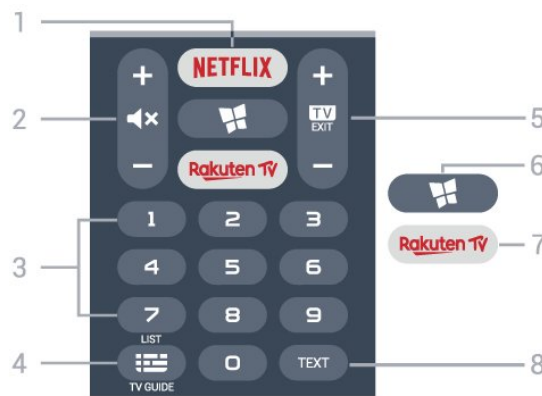 1
NETFLIX
2
TV
EXIT
5
6
Rakuten TV
Rakuten TV
7
1 2 3
3
4 5 6
7 8 9
LIST
4
0
TEXT
8
TV GUIDE